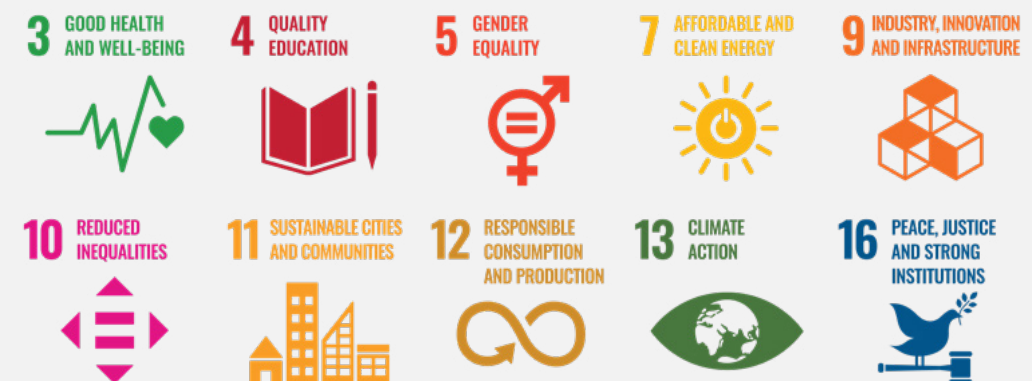 3 GOOD HEALTH
AND WELL-BEING
4 QUALITY
EDUCATION
5 GENDER
EQUALITY
7 AFFORDABLE AND
CLEAN ENERGY
9 INDUSTRY, INNOVATION
AND INFRASTRUCTURE
10 REDUCED
INEQUALITIES
11 SUSTAINABLE CITIES
AND COMMUNITIES
12 RESPONSIBLE
CONSUMPTION
AND PRODUCTION
13 CLIMATE
ACTION
16 PEACE, JUSTICE
AND STRONG
INSTITUTIONS